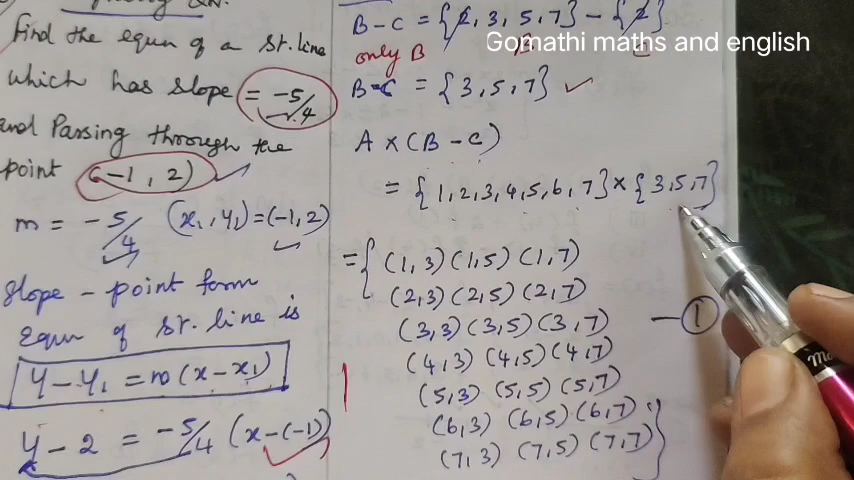 Find the equn of a st.line
which has slope = -5/4
and Passing through the
point (-1, 2)
m = -5/4 (x₁, y₁) = (-1, 2)
slope - point form
Equn of st. line is
y - y₁ = m (x - x₁)
y - 2 = -5/4 (x - (-1))
B - C = {2, 3, 5, 7} - {2}
Gomathi maths and english
only B B C
B - C = {3, 5, 7}
A × (B - C)
= {1, 2, 3, 4, 5, 6, 7} × {3, 5, 7}
= { (1, 3) (1, 5) (1, 7)
(2, 3) (2, 5) (2, 7)
(3, 3) (3, 5) (3, 7) — ①
(4, 3) (4, 5) (4, 7)
(5, 3) (5, 5) (5, 7)
(6, 3) (6, 5) (6, 7)
(7, 3) (7, 5) (7, 7) }